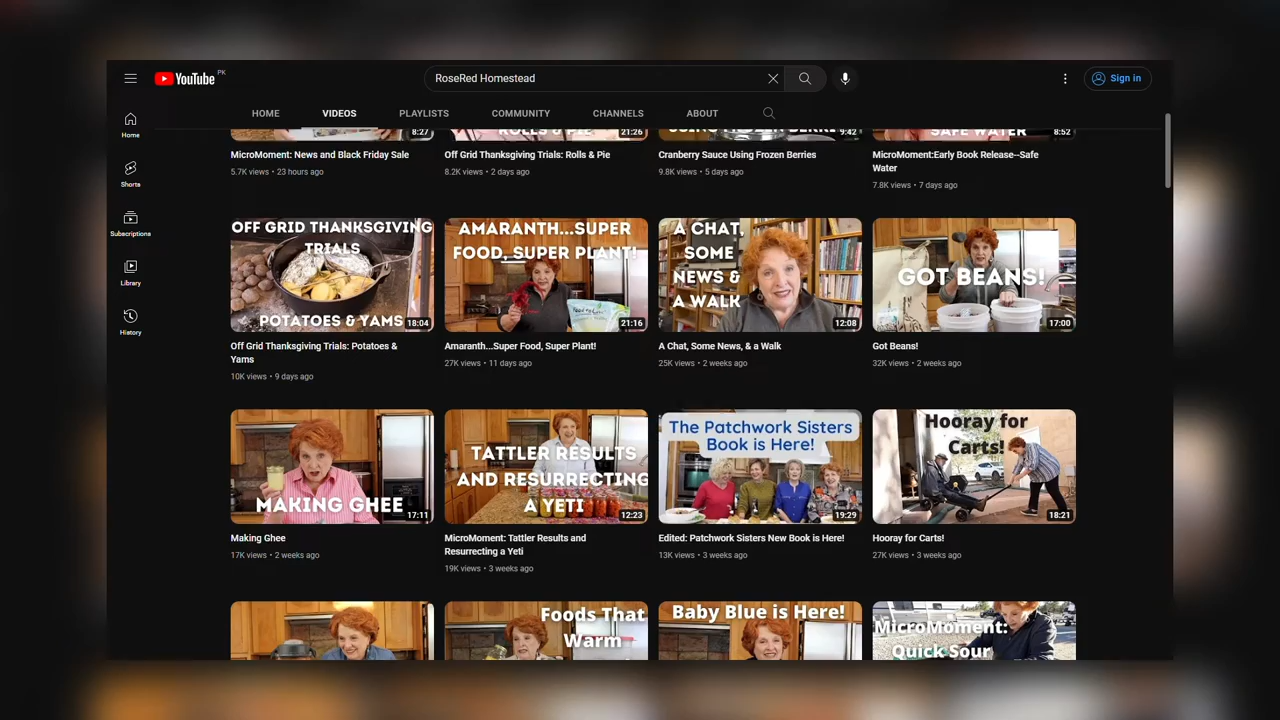 YouTube PK
RoseRed Homestead
Sign in
HOME VIDEOS PLAYLISTS COMMUNITY CHANNELS ABOUT
Home
Shorts
Subscriptions
Library
History
ROLLS & PIE
SAFE WATER
8:27
21:26
9:42
8:52
MicroMoment: News and Black Friday Sale
5.7K views • 23 hours ago
Off Grid Thanksgiving Trials: Rolls & Pie
8.2K views • 2 days ago
Cranberry Sauce Using Frozen Berries
9.8K views • 5 days ago
MicroMoment:Early Book Release--Safe
Water
7.8K views • 7 days ago
OFF GRID THANKSGIVING
TRIALS
POTATOES & YAMS
18:04
Off Grid Thanksgiving Trials: Potatoes &
Yams
10K views • 9 days ago
AMARANTH...SUPER
FOOD, SUPER PLANT!
21:16
Amaranth...Super Food, Super Plant!
27K views • 11 days ago
A CHAT,
SOME
NEWS &
A WALK
12:08
A Chat, Some News, & a Walk
25K views • 2 weeks ago
GOT BEANS!
17:00
Got Beans!
32K views • 2 weeks ago
MAKING GHEE
17:11
Making Ghee
17K views • 2 weeks ago
TATTLER RESULTS
AND RESURRECTING
A YETI
12:23
MicroMoment: Tattler Results and
Resurrecting a Yeti
19K views • 3 weeks ago
The Patchwork Sisters
Book is Here!
19:29
Edited: Patchwork Sisters New Book is Here!
13K views • 3 weeks ago
Hooray for
Carts!
18:21
Hooray for Carts!
27K views • 3 weeks ago
Foods That
Warm
Baby Blue is Here!
MicroMoment:
Quick Sour